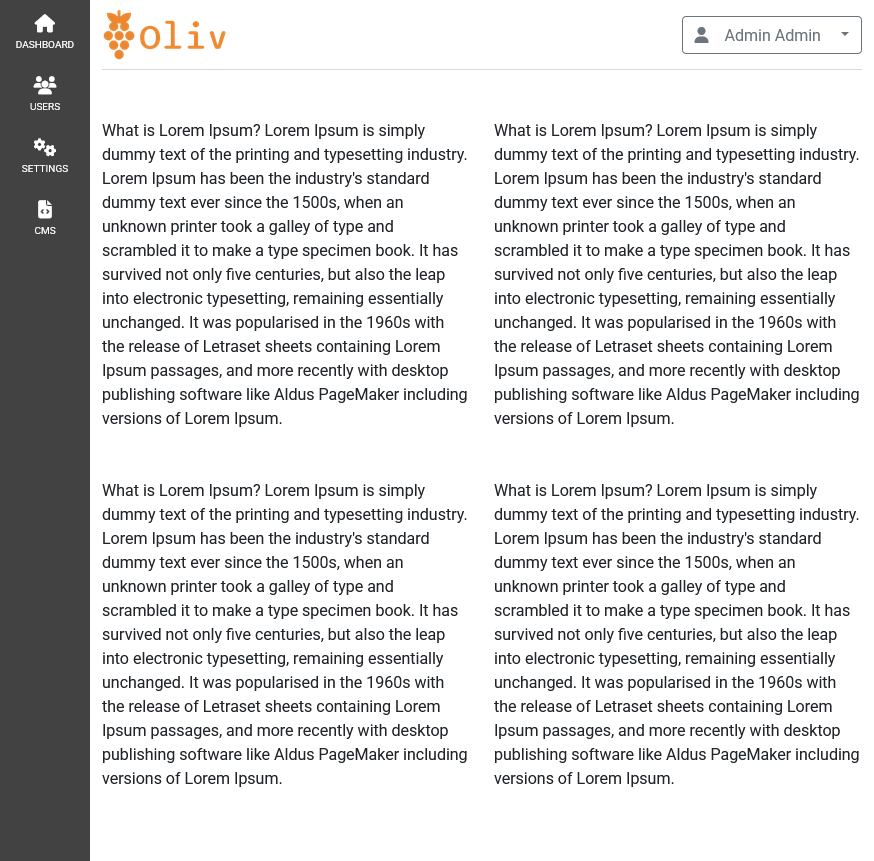 DASHBOARD
USERS
SETTINGS
CMS
Oliv
Admin Admin
What is Lorem Ipsum? Lorem Ipsum is simply
dummy text of the printing and typesetting industry.
Lorem Ipsum has been the industry's standard
dummy text ever since the 1500s, when an
unknown printer took a galley of type and
scrambled it to make a type specimen book. It has
survived not only five centuries, but also the leap
into electronic typesetting, remaining essentially
unchanged. It was popularised in the 1960s with
the release of Letraset sheets containing Lorem
Ipsum passages, and more recently with desktop
publishing software like Aldus PageMaker including
versions of Lorem Ipsum.
What is Lorem Ipsum? Lorem Ipsum is simply
dummy text of the printing and typesetting industry.
Lorem Ipsum has been the industry's standard
dummy text ever since the 1500s, when an
unknown printer took a galley of type and
scrambled it to make a type specimen book. It has
survived not only five centuries, but also the leap
into electronic typesetting, remaining essentially
unchanged. It was popularised in the 1960s with
the release of Letraset sheets containing Lorem
Ipsum passages, and more recently with desktop
publishing software like Aldus PageMaker including
versions of Lorem Ipsum.
What is Lorem Ipsum? Lorem Ipsum is simply
dummy text of the printing and typesetting industry.
Lorem Ipsum has been the industry's standard
dummy text ever since the 1500s, when an
unknown printer took a galley of type and
scrambled it to make a type specimen book. It has
survived not only five centuries, but also the leap
into electronic typesetting, remaining essentially
unchanged. It was popularised in the 1960s with
the release of Letraset sheets containing Lorem
Ipsum passages, and more recently with desktop
publishing software like Aldus PageMaker including
versions of Lorem Ipsum.
What is Lorem Ipsum? Lorem Ipsum is simply
dummy text of the printing and typesetting industry.
Lorem Ipsum has been the industry's standard
dummy text ever since the 1500s, when an
unknown printer took a galley of type and
scrambled it to make a type specimen book. It has
survived not only five centuries, but also the leap
into electronic typesetting, remaining essentially
unchanged. It was popularised in the 1960s with
the release of Letraset sheets containing Lorem
Ipsum passages, and more recently with desktop
publishing software like Aldus PageMaker including
versions of Lorem Ipsum.